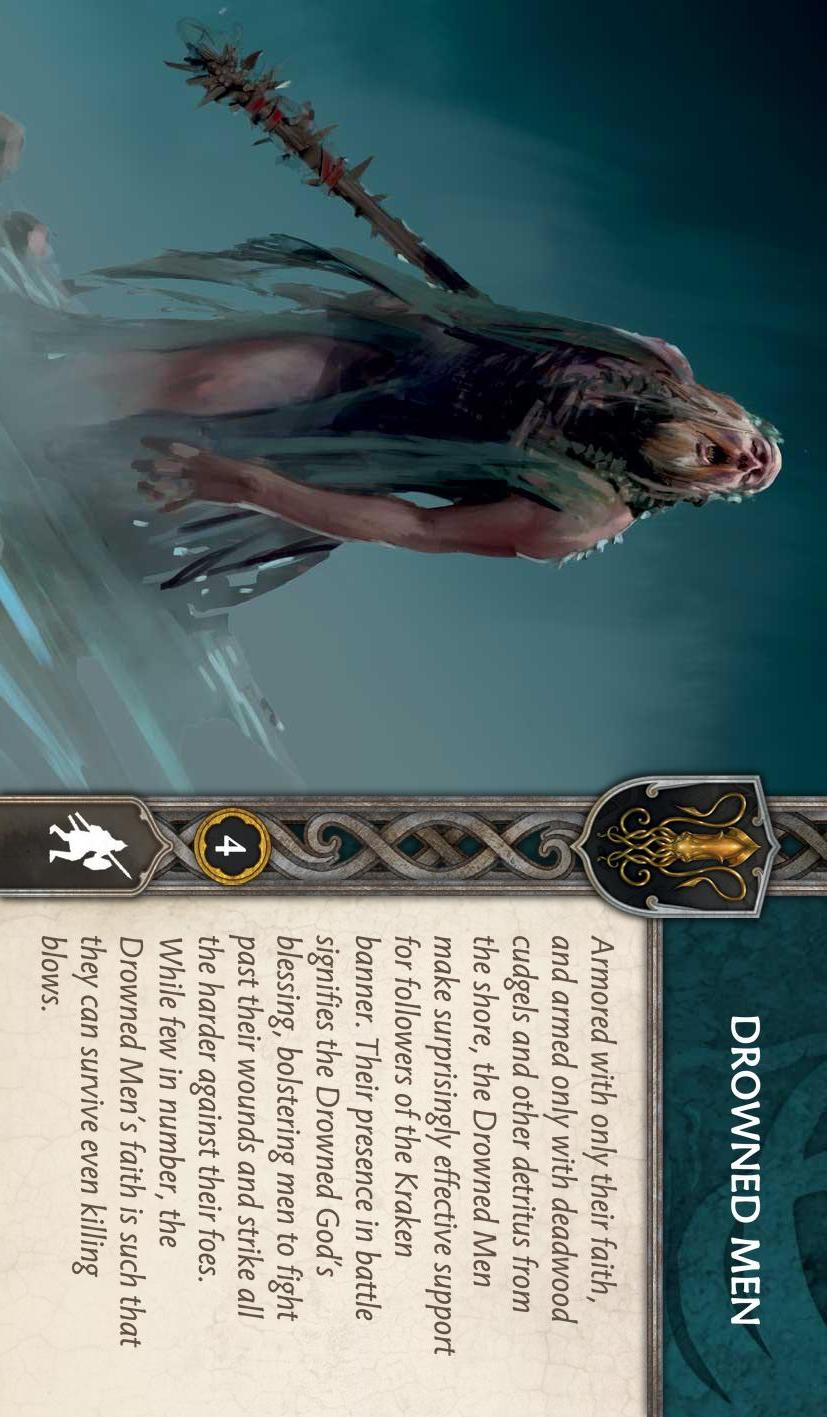 DROWNED MEN
4
Armored with only their faith,
and armed only with deadwood
cudgels and other detritus from
the shore, the Drowned Men
make surprisingly effective support
for followers of the Kraken
banner. Their presence in battle
signifies the Drowned God's
blessing, bolstering men to fight
past their wounds and strike all
the harder against their foes.
While few in number, the
Drowned Men's faith is such that
they can survive even killing
blows.